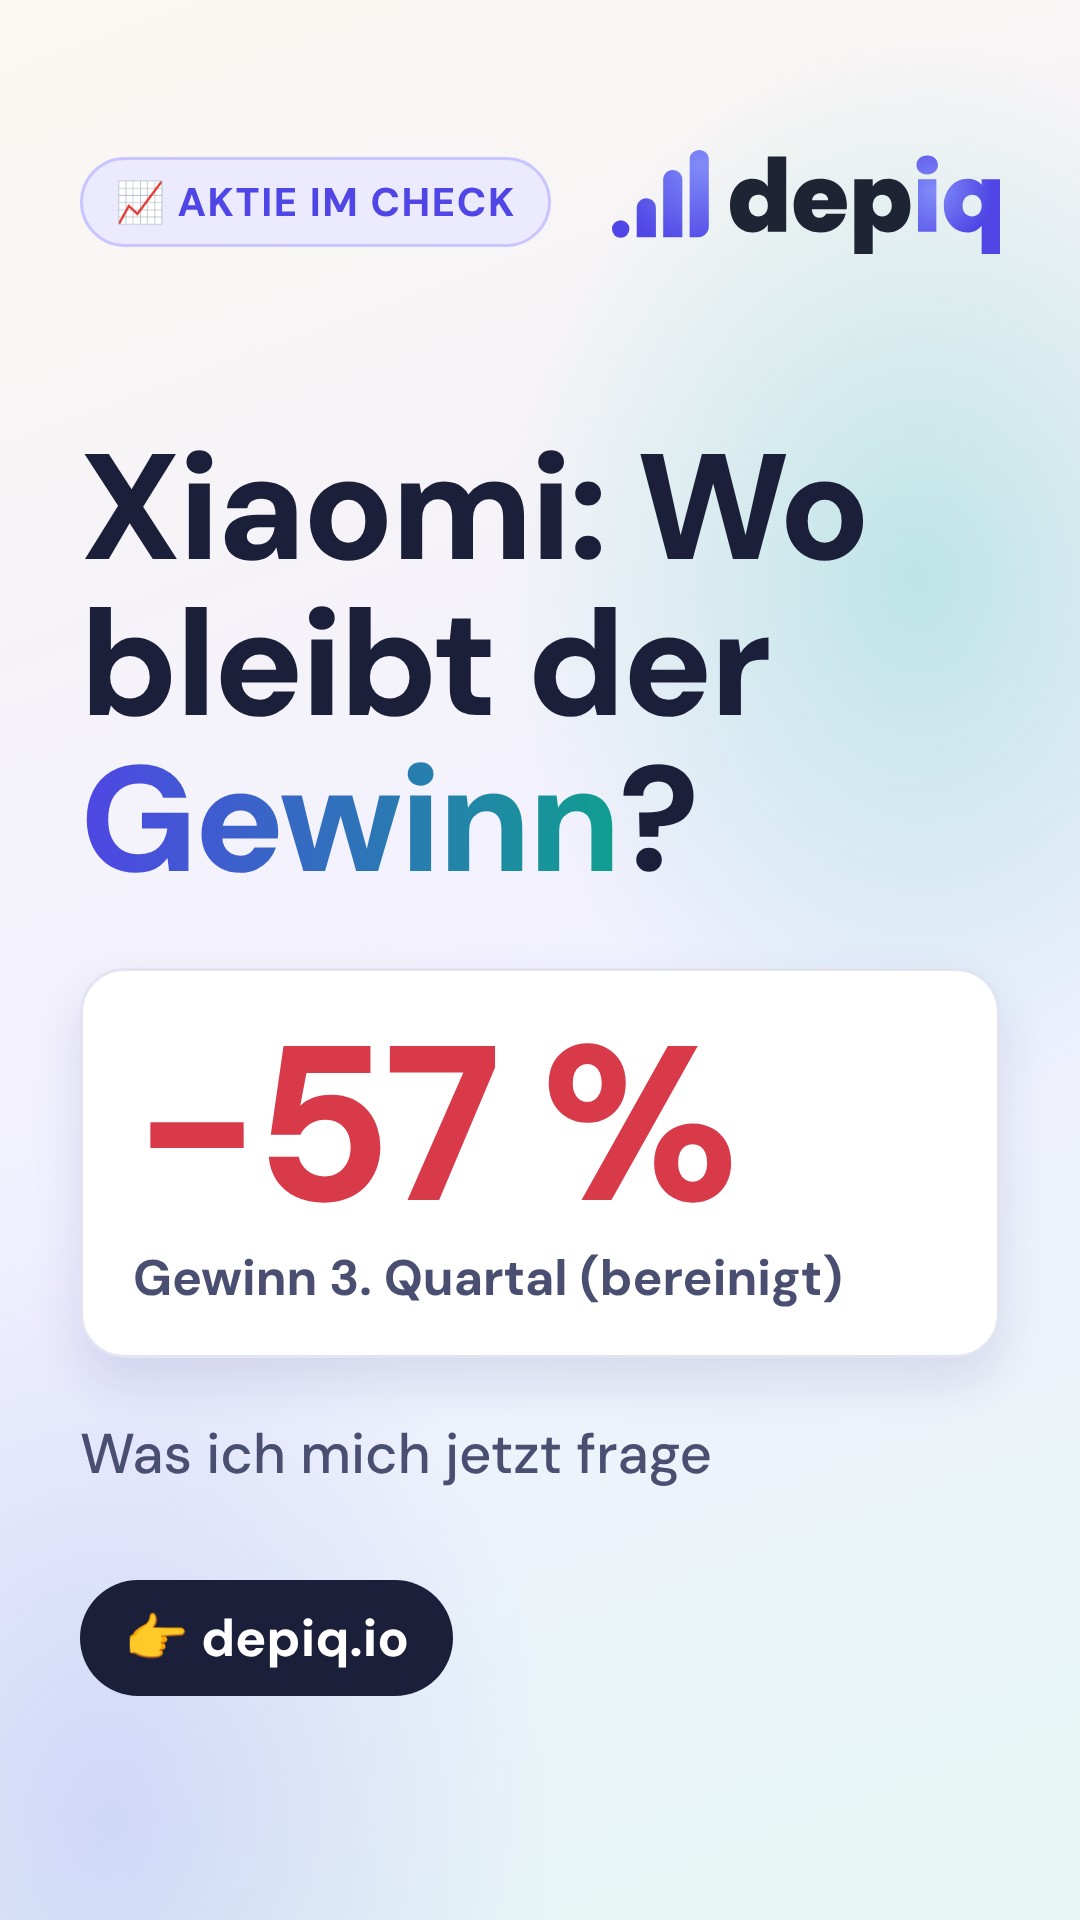 📈 AKTIE IM CHECK
depiq
Xiaomi: Wo
bleibt der
Gewinn?
−57 %
Gewinn 3. Quartal (bereinigt)
Was ich mich jetzt frage
👉 depiq.io